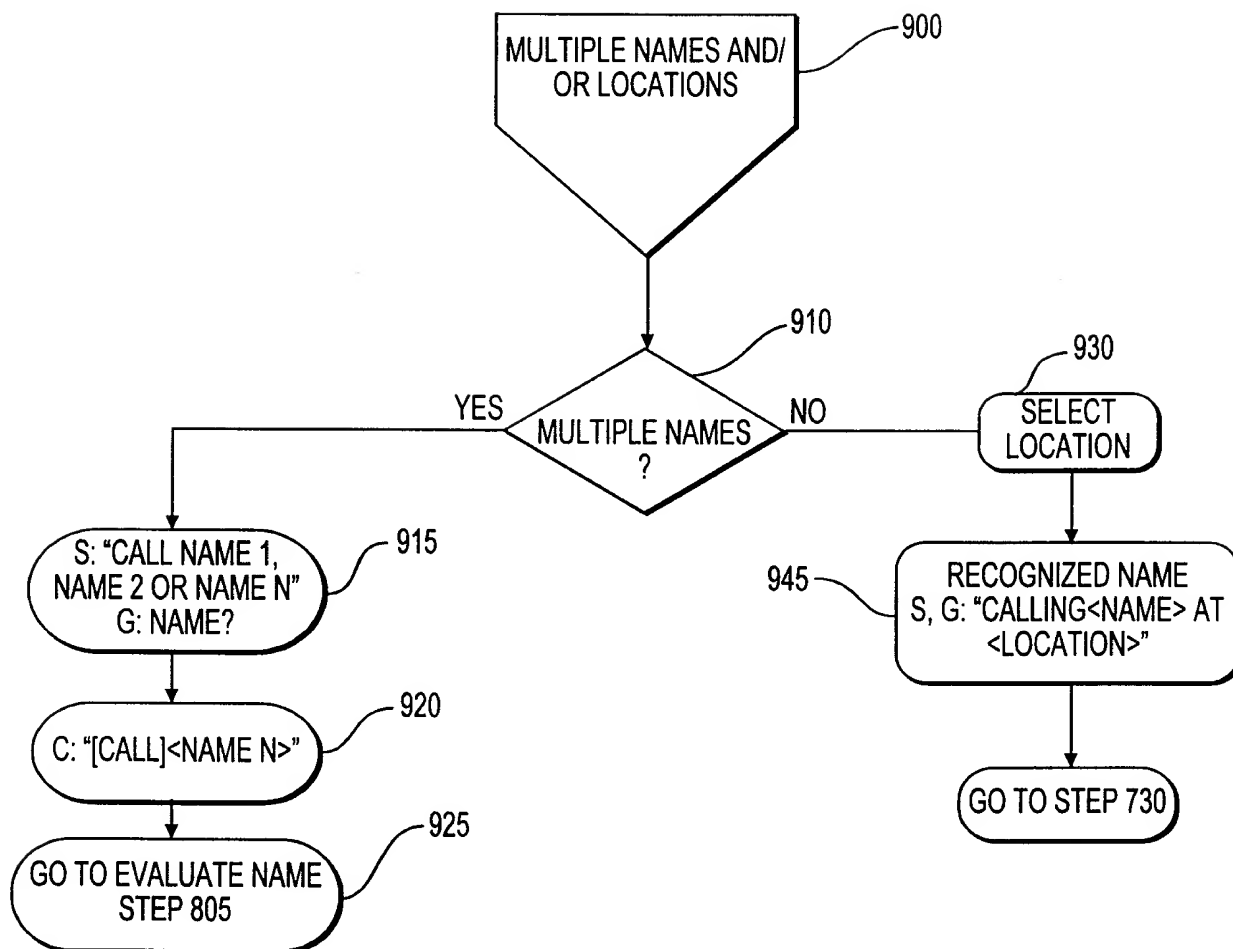 900
MULTIPLE NAMES AND/
OR LOCATIONS
910
YES
MULTIPLE NAMES
?
NO
930
SELECT
LOCATION
915
S: “CALL NAME 1,
NAME 2 OR NAME N”
G: NAME?
945
RECOGNIZED NAME
S, G: “CALLING<NAME> AT
<LOCATION>”
920
C: “[CALL]<NAME N>”
GO TO STEP 730
925
GO TO EVALUATE NAME
STEP 805